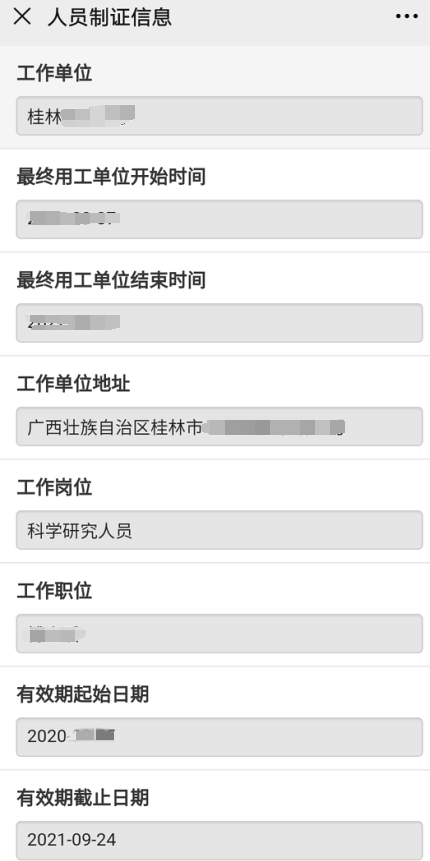 人员制证信息
工作单位
桂林
最终用工单位开始时间
最终用工单位结束时间
工作单位地址
广西壮族自治区桂林市
工作岗位
科学研究人员
工作职位
有效期起始日期
2020-
有效期截止日期
2021-09-24